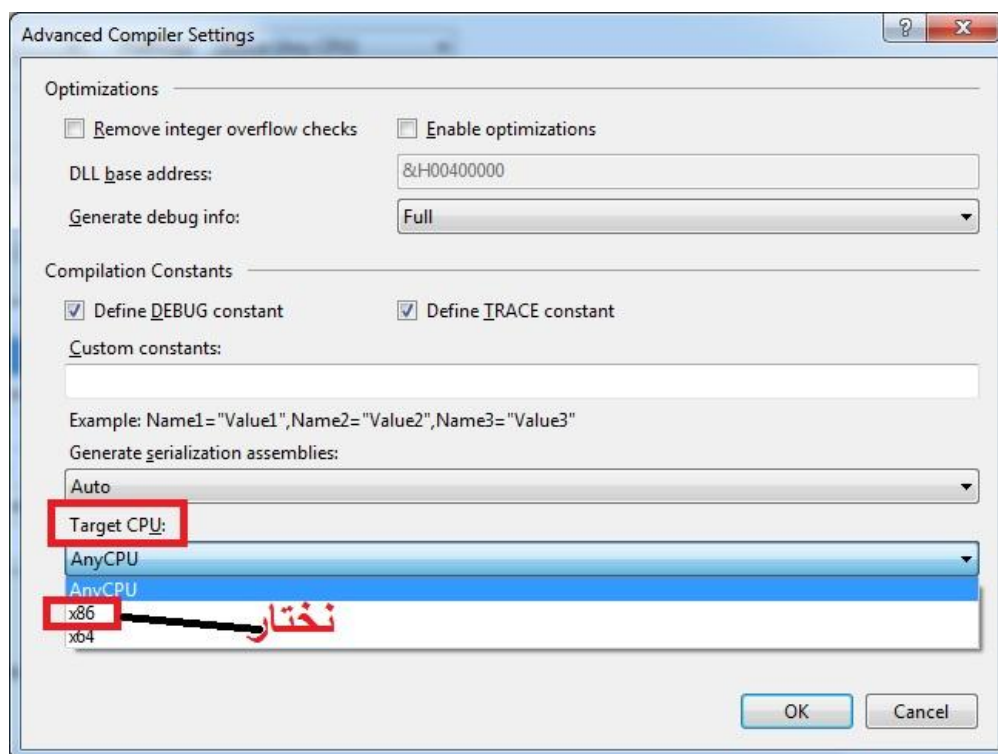 Advanced Compiler Settings
Optimizations
Remove integer overflow checks Enable optimizations
DLL base address: &H00400000
Generate debug info: Full
Compilation Constants
Define DEBUG constant Define TRACE constant
Custom constants:
Example: Name1="Value1",Name2="Value2",Name3="Value3"
Generate serialization assemblies:
Auto
Target CPU:
AnyCPU
AnyCPU
x86 نختار
x64
OK Cancel